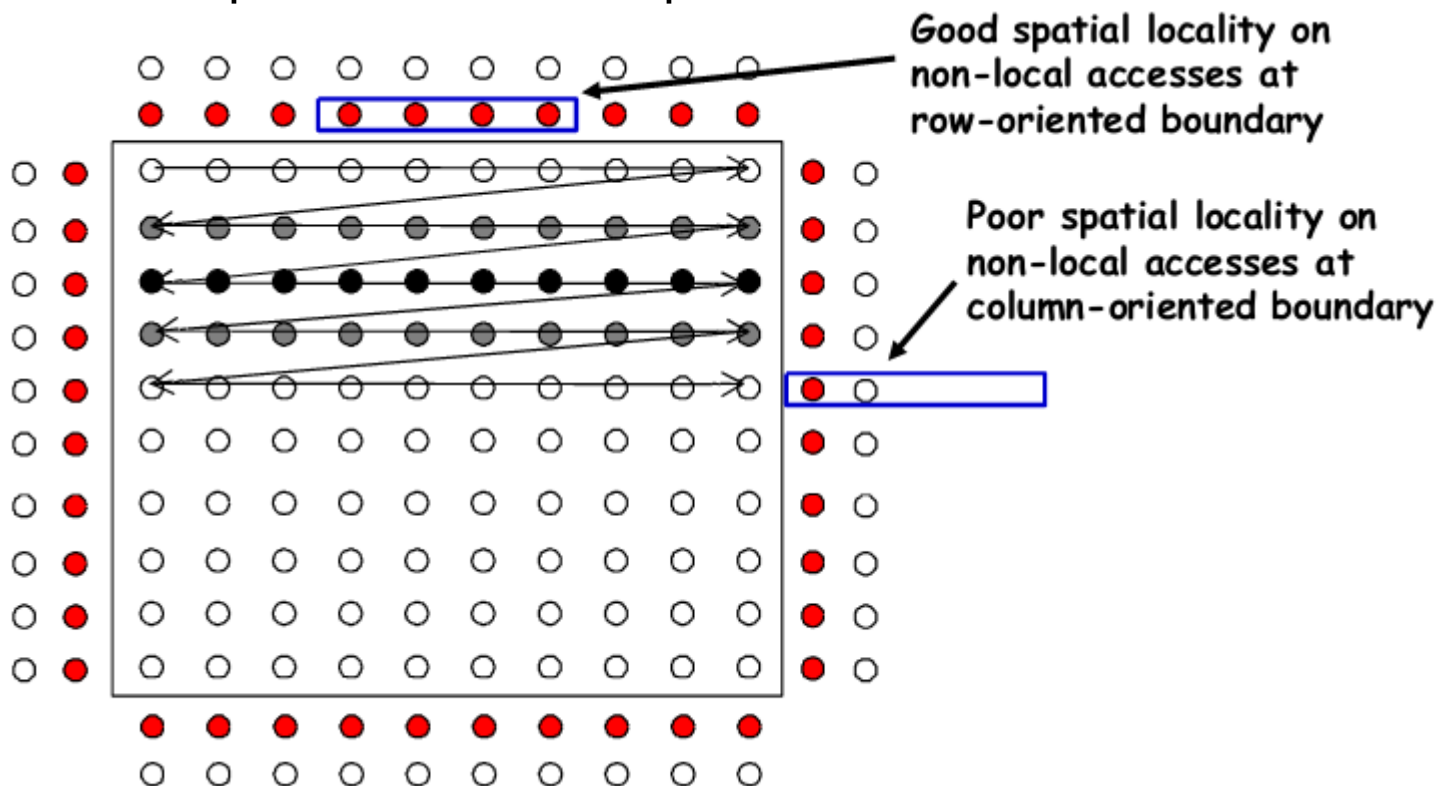 Good spatial locality on
non-local accesses at
row-oriented boundary
Poor spatial locality on
non-local accesses at
column-oriented boundary